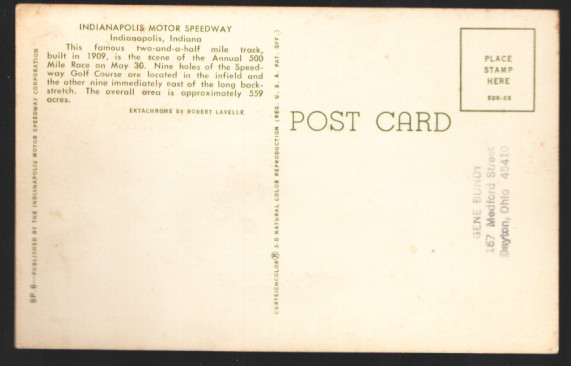 INDIANAPOLIS MOTOR SPEEDWAY
Indianapolis, Indiana
This famous two-and-a-half mile track,
built in 1909, is the scene of the Annual 500
Mile Race on May 30. Nine holes of the Speed-
way Golf Course are located in the infield and
the other nine immediately east of the long back-
stretch. The overall area is approximately 559
acres.
EKTACHROME BY ROBERT LAVELLE
SP. 6—PUBLISHED BY THE INDIANAPOLIS MOTOR SPEEDWAY CORPORATION
CURTEICHCOLOR® 3-D NATURAL COLOR REPRODUCTION (REG. U. S. A. PAT. OFF.)
POST CARD
PLACE
STAMP
HERE
GENE BUNDY
167 Medford Street
Dayton, Ohio 45410